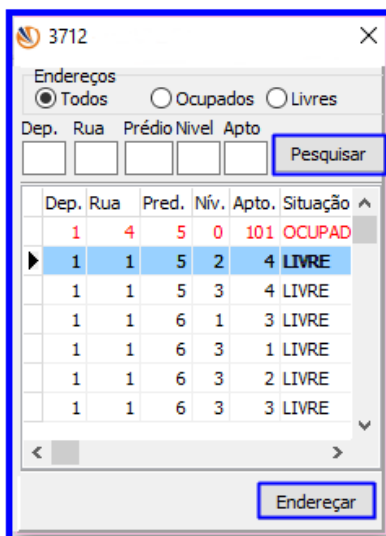 3712
Endereços
Todos Ocupados Livres
Dep. Rua Prédio Nivel Apto
Pesquisar
Dep. Rua Pred. Nív. Apto. Situação
1 4 5 0 101 OCUPAD
1 1 5 2 4 LIVRE
1 1 5 3 4 LIVRE
1 1 6 1 3 LIVRE
1 1 6 3 1 LIVRE
1 1 6 3 2 LIVRE
1 1 6 3 3 LIVRE
Endereçar